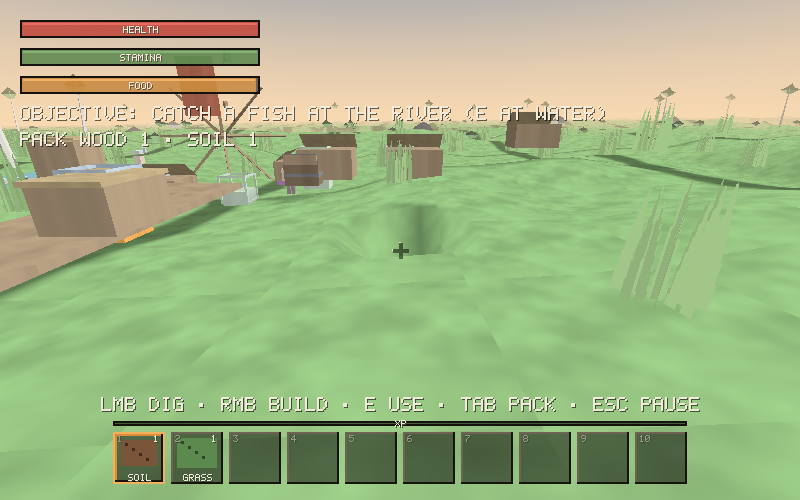 HEALTH
STAMINA
FOOD
OBJECTIVE: CATCH A FISH AT THE RIVER (E AT WATER)
PACK WOOD 1 · SOIL 1
LMB DIG · RMB BUILD · E USE · TAB PACK · ESC PAUSE
XP
1 1 2 1 3 4 5 6 7 8 9 10
SOIL GRASS